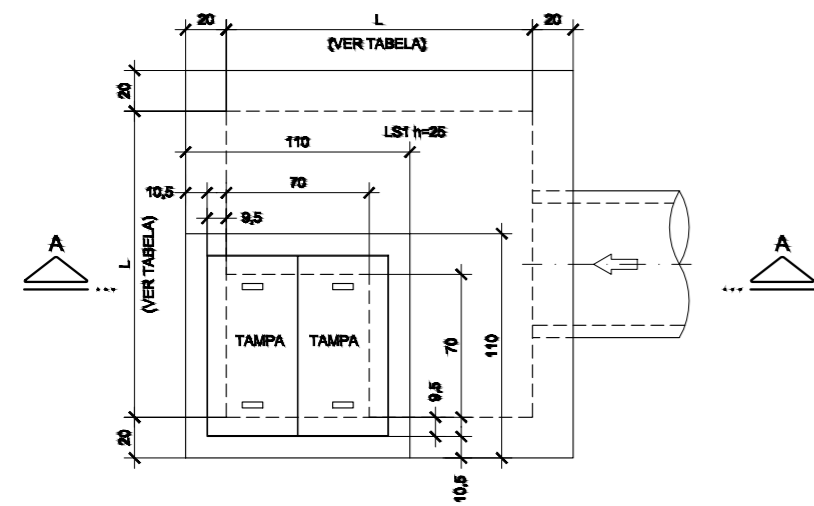 20 L 20
(VER TABELA)
20
LS1 h=25
110
10,5 70
9,5
A L (VER TABELA) A
TAMPA TAMPA
70 110
9,5
20
10,5